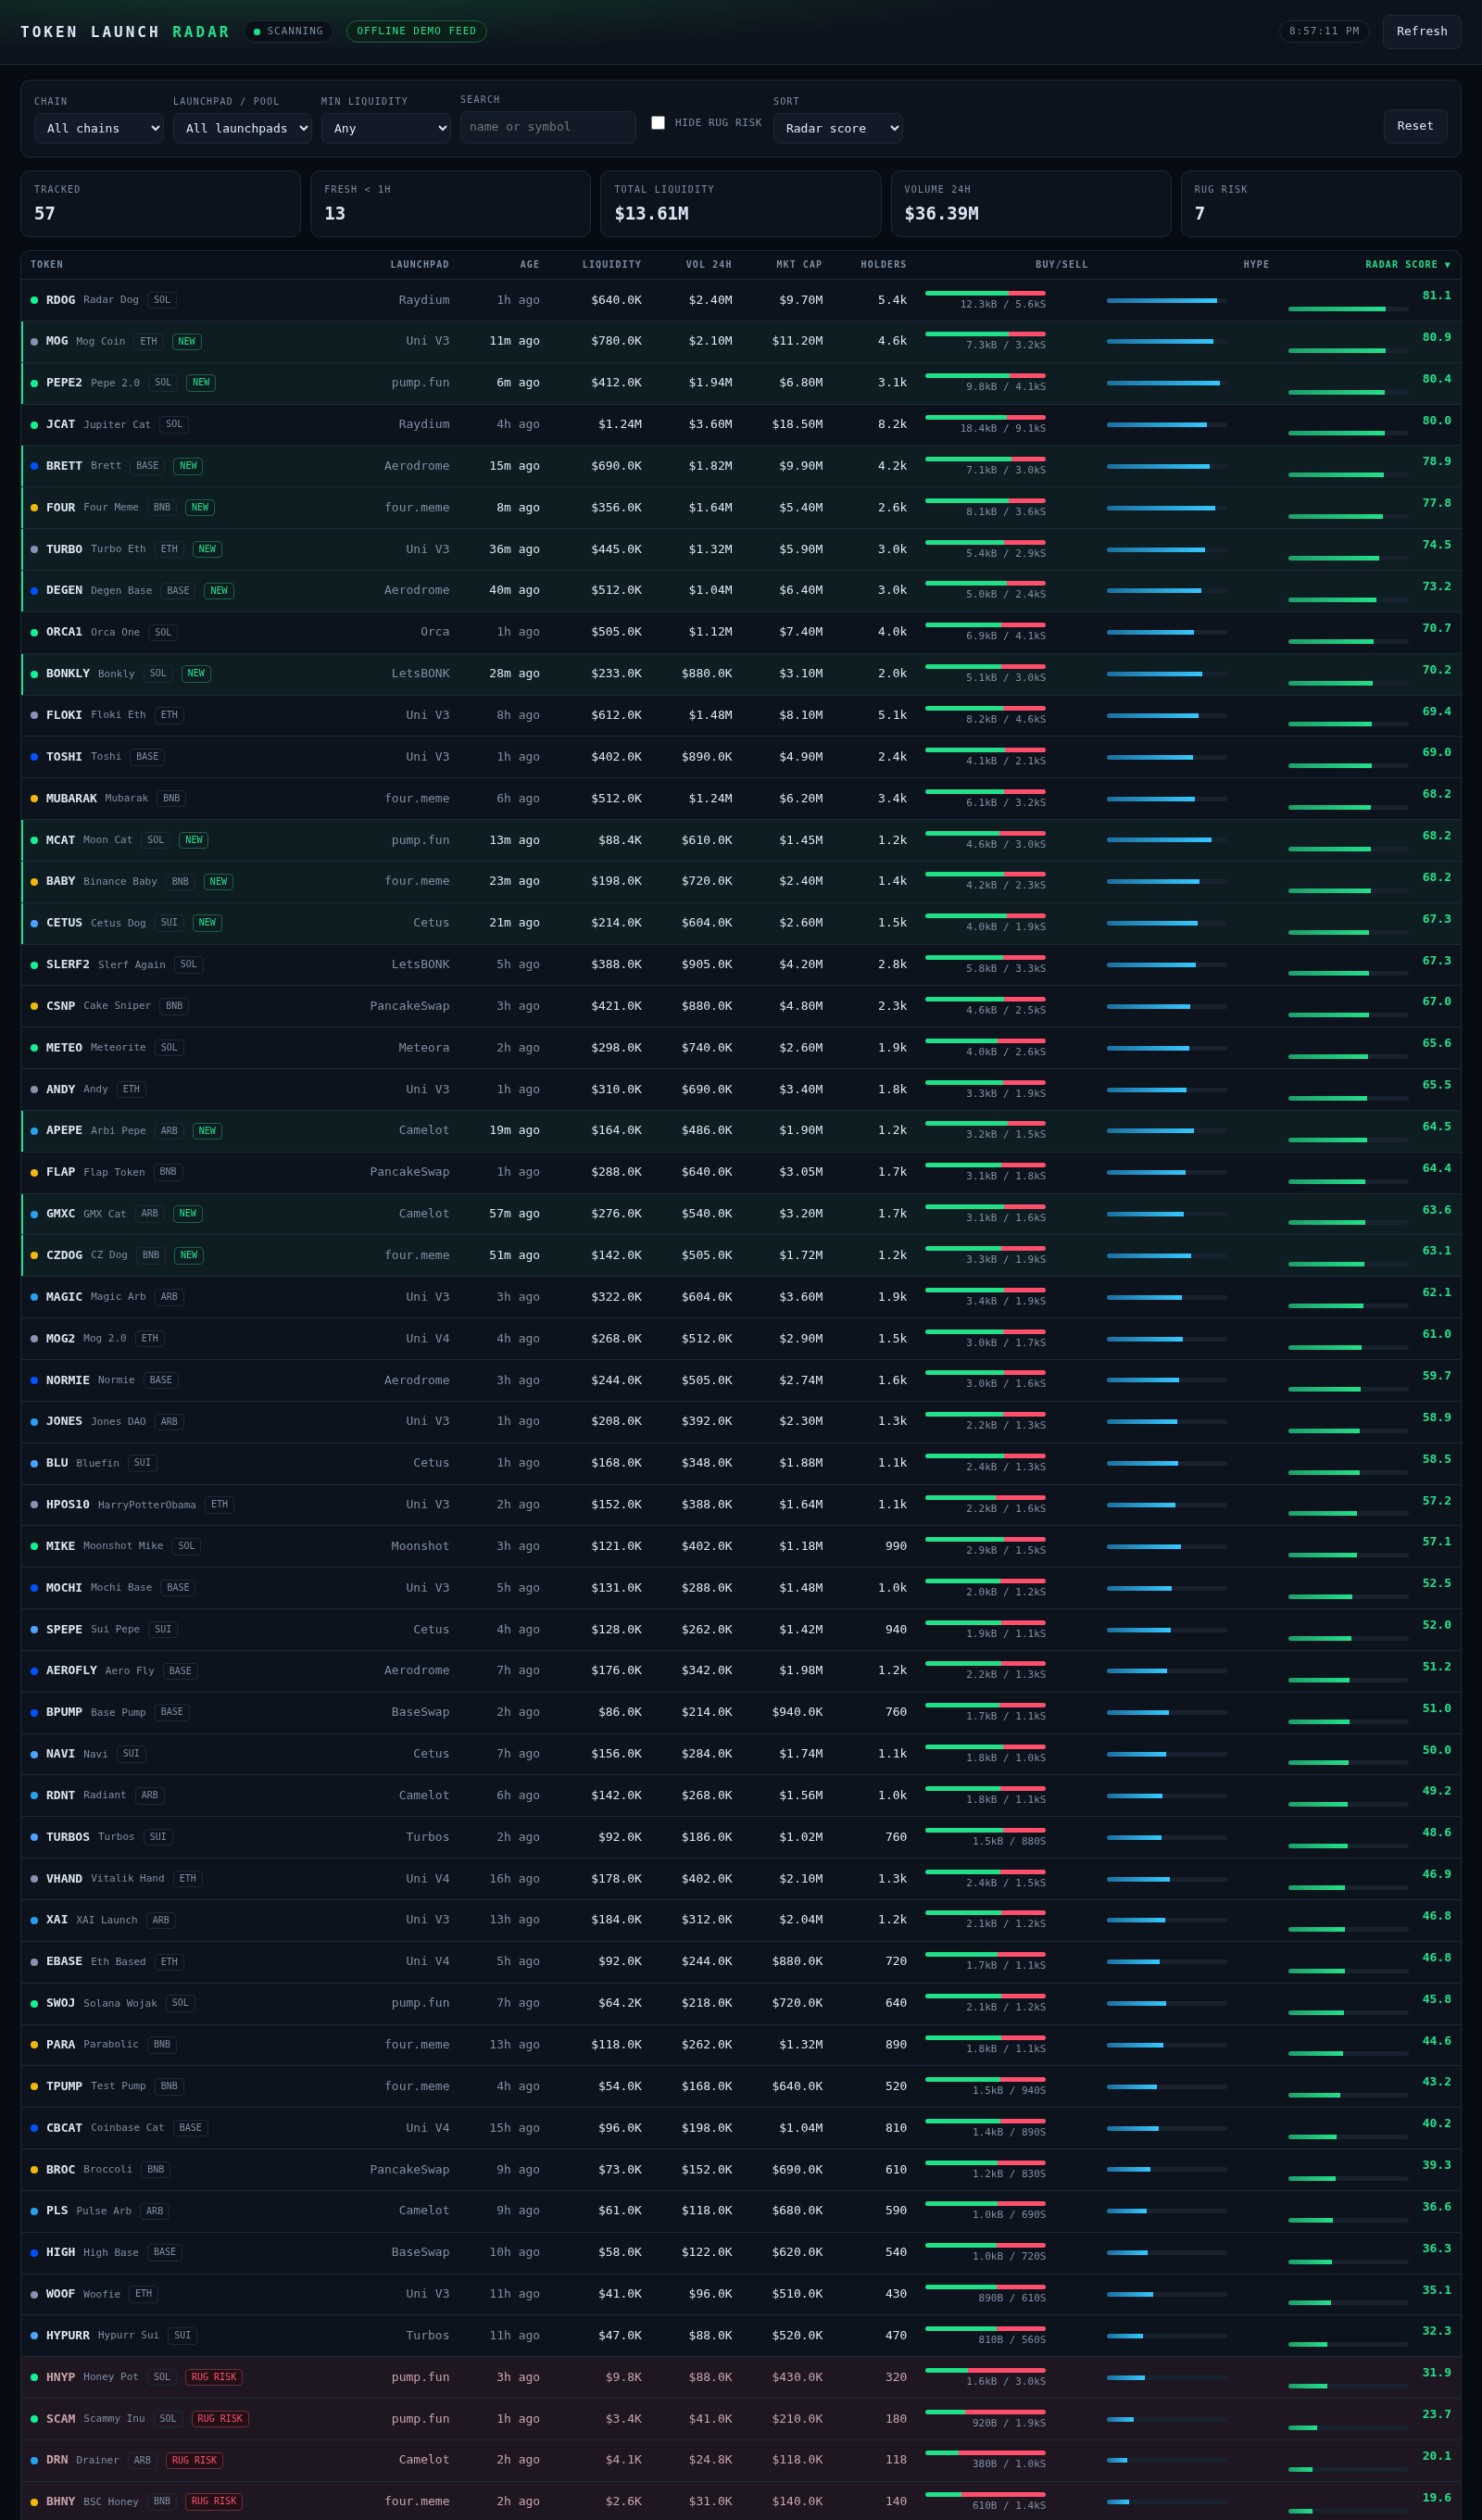 TOKEN LAUNCH RADAR SCANNING OFFLINE DEMO FEED 8:57:11 PM Refresh
CHAIN LAUNCHPAD / POOL MIN LIQUIDITY SEARCH SORT
All chains All launchpads Any name or symbol HIDE RUG RISK Radar score Reset
TRACKED FRESH < 1H TOTAL LIQUIDITY VOLUME 24H RUG RISK
57 13 $13.61M $36.39M 7
TOKEN LAUNCHPAD AGE LIQUIDITY VOL 24H MKT CAP HOLDERS BUY/SELL HYPE RADAR SCORE ▼
RDOG Radar Dog SOL Raydium 1h ago $640.0K $2.40M $9.70M 5.4k 12.3kB / 5.6kS 81.1
MOG Mog Coin ETH NEW Uni V3 11m ago $780.0K $2.10M $11.20M 4.6k 7.3kB / 3.2kS 80.9
PEPE2 Pepe 2.0 SOL NEW pump.fun 6m ago $412.0K $1.94M $6.80M 3.1k 9.8kB / 4.1kS 80.4
JCAT Jupiter Cat SOL Raydium 4h ago $1.24M $3.60M $18.50M 8.2k 18.4kB / 9.1kS 80.0
BRETT Brett BASE NEW Aerodrome 15m ago $690.0K $1.82M $9.90M 4.2k 7.1kB / 3.0kS 78.9
FOUR Four Meme BNB NEW four.meme 8m ago $356.0K $1.64M $5.40M 2.6k 8.1kB / 3.6kS 77.8
TURBO Turbo Eth ETH NEW Uni V3 36m ago $445.0K $1.32M $5.90M 3.0k 5.4kB / 2.9kS 74.5
DEGEN Degen Base BASE NEW Aerodrome 40m ago $512.0K $1.04M $6.40M 3.0k 5.0kB / 2.4kS 73.2
ORCA1 Orca One SOL Orca 1h ago $505.0K $1.12M $7.40M 4.0k 6.9kB / 4.1kS 70.7
BONKLY Bonkly SOL NEW LetsBONK 28m ago $233.0K $880.0K $3.10M 2.0k 5.1kB / 3.0kS 70.2
FLOKI Floki Eth ETH Uni V3 8h ago $612.0K $1.48M $8.10M 5.1k 8.2kB / 4.6kS 69.4
TOSHI Toshi BASE Uni V3 1h ago $402.0K $890.0K $4.90M 2.4k 4.1kB / 2.1kS 69.0
MUBARAK Mubarak BNB four.meme 6h ago $512.0K $1.24M $6.20M 3.4k 6.1kB / 3.2kS 68.2
MCAT Moon Cat SOL NEW pump.fun 13m ago $88.4K $610.0K $1.45M 1.2k 4.6kB / 3.0kS 68.2
BABY Binance Baby BNB NEW four.meme 23m ago $198.0K $720.0K $2.40M 1.4k 4.2kB / 2.3kS 68.2
CETUS Cetus Dog SUI NEW Cetus 21m ago $214.0K $604.0K $2.60M 1.5k 4.0kB / 1.9kS 67.3
SLERF2 Slerf Again SOL LetsBONK 5h ago $388.0K $905.0K $4.20M 2.8k 5.8kB / 3.3kS 67.3
CSNP Cake Sniper BNB PancakeSwap 3h ago $421.0K $880.0K $4.80M 2.3k 4.6kB / 2.5kS 67.0
METEO Meteorite SOL Meteora 2h ago $298.0K $740.0K $2.60M 1.9k 4.0kB / 2.6kS 65.6
ANDY Andy ETH Uni V3 1h ago $310.0K $690.0K $3.40M 1.8k 3.3kB / 1.9kS 65.5
APEPE Arbi Pepe ARB NEW Camelot 19m ago $164.0K $486.0K $1.90M 1.2k 3.2kB / 1.5kS 64.5
FLAP Flap Token BNB PancakeSwap 1h ago $288.0K $640.0K $3.05M 1.7k 3.1kB / 1.8kS 64.4
GMXC GMX Cat ARB NEW Camelot 57m ago $276.0K $540.0K $3.20M 1.7k 3.1kB / 1.6kS 63.6
CZDOG CZ Dog BNB NEW four.meme 51m ago $142.0K $505.0K $1.72M 1.2k 3.3kB / 1.9kS 63.1
MAGIC Magic Arb ARB Uni V3 3h ago $322.0K $604.0K $3.60M 1.9k 3.4kB / 1.9kS 62.1
MOG2 Mog 2.0 ETH Uni V4 4h ago $268.0K $512.0K $2.90M 1.5k 3.0kB / 1.7kS 61.0
NORMIE Normie BASE Aerodrome 3h ago $244.0K $505.0K $2.74M 1.6k 3.0kB / 1.6kS 59.7
JONES Jones DAO ARB Uni V3 1h ago $208.0K $392.0K $2.30M 1.3k 2.2kB / 1.3kS 58.9
BLU Bluefin SUI Cetus 1h ago $168.0K $348.0K $1.88M 1.1k 2.4kB / 1.3kS 58.5
HPOS10 HarryPotterObama ETH Uni V3 2h ago $152.0K $388.0K $1.64M 1.1k 2.2kB / 1.6kS 57.2
MIKE Moonshot Mike SOL Moonshot 3h ago $121.0K $402.0K $1.18M 990 2.9kB / 1.5kS 57.1
MOCHI Mochi Base BASE Uni V3 5h ago $131.0K $288.0K $1.48M 1.0k 2.0kB / 1.2kS 52.5
SPEPE Sui Pepe SUI Cetus 4h ago $128.0K $262.0K $1.42M 940 1.9kB / 1.1kS 52.0
AEROFLY Aero Fly BASE Aerodrome 7h ago $176.0K $342.0K $1.98M 1.2k 2.2kB / 1.3kS 51.2
BPUMP Base Pump BASE BaseSwap 2h ago $86.0K $214.0K $940.0K 760 1.7kB / 1.1kS 51.0
NAVI Navi SUI Cetus 7h ago $156.0K $284.0K $1.74M 1.1k 1.8kB / 1.0kS 50.0
RDNT Radiant ARB Camelot 6h ago $142.0K $268.0K $1.56M 1.0k 1.8kB / 1.1kS 49.2
TURBOS Turbos SUI Turbos 2h ago $92.0K $186.0K $1.02M 760 1.5kB / 880S 48.6
VHAND Vitalik Hand ETH Uni V4 16h ago $178.0K $402.0K $2.10M 1.3k 2.4kB / 1.5kS 46.9
XAI XAI Launch ARB Uni V3 13h ago $184.0K $312.0K $2.04M 1.2k 2.1kB / 1.2kS 46.8
EBASE Eth Based ETH Uni V4 5h ago $92.0K $244.0K $880.0K 720 1.7kB / 1.1kS 46.8
SWOJ Solana Wojak SOL pump.fun 7h ago $64.2K $218.0K $720.0K 640 2.1kB / 1.2kS 45.8
PARA Parabolic BNB four.meme 13h ago $118.0K $262.0K $1.32M 890 1.8kB / 1.1kS 44.6
TPUMP Test Pump BNB four.meme 4h ago $54.0K $168.0K $640.0K 520 1.5kB / 940S 43.2
CBCAT Coinbase Cat BASE Uni V4 15h ago $96.0K $198.0K $1.04M 810 1.4kB / 890S 40.2
BROC Broccoli BNB PancakeSwap 9h ago $73.0K $152.0K $690.0K 610 1.2kB / 830S 39.3
PLS Pulse Arb ARB Camelot 9h ago $61.0K $118.0K $680.0K 590 1.0kB / 690S 36.6
HIGH High Base BASE BaseSwap 10h ago $58.0K $122.0K $620.0K 540 1.0kB / 720S 36.3
WOOF Woofie ETH Uni V3 11h ago $41.0K $96.0K $510.0K 430 890B / 610S 35.1
HYPURR Hypurr Sui SUI Turbos 11h ago $47.0K $88.0K $520.0K 470 810B / 560S 32.3
HNYP Honey Pot SOL RUG RISK pump.fun 3h ago $9.8K $88.0K $430.0K 320 1.6kB / 3.0kS 31.9
SCAM Scammy Inu SOL RUG RISK pump.fun 1h ago $3.4K $41.0K $210.0K 180 920B / 1.9kS 23.7
DRN Drainer ARB RUG RISK Camelot 2h ago $4.1K $24.8K $118.0K 118 380B / 1.0kS 20.1
BHNY BSC Honey BNB RUG RISK four.meme 2h ago $2.6K $31.0K $140.0K 140 610B / 1.4kS 19.6